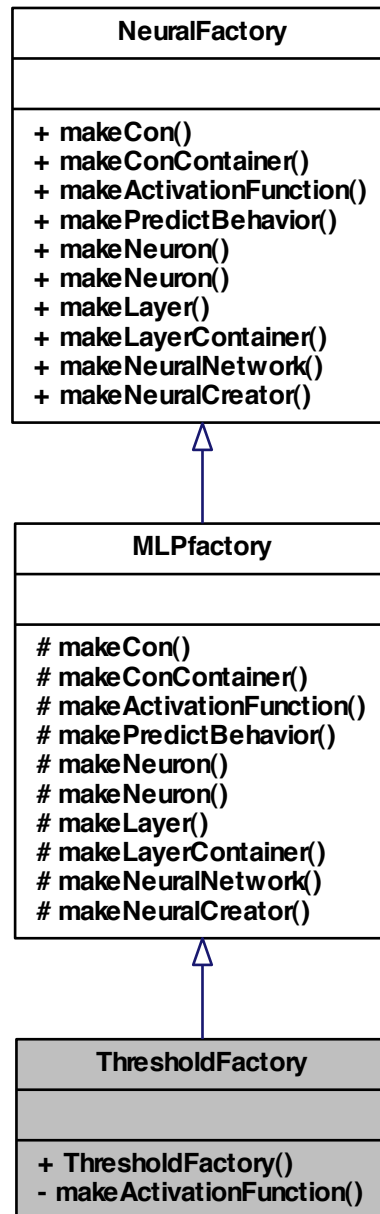 NeuralFactory
+ makeCon()
+ makeConContainer()
+ makeActivationFunction()
+ makePredictBehavior()
+ makeNeuron()
+ makeNeuron()
+ makeLayer()
+ makeLayerContainer()
+ makeNeuralNetwork()
+ makeNeuralCreator()
MLPfactory
# makeCon()
# makeConContainer()
# makeActivationFunction()
# makePredictBehavior()
# makeNeuron()
# makeNeuron()
# makeLayer()
# makeLayerContainer()
# makeNeuralNetwork()
# makeNeuralCreator()
ThresholdFactory
+ ThresholdFactory()
- makeActivationFunction()